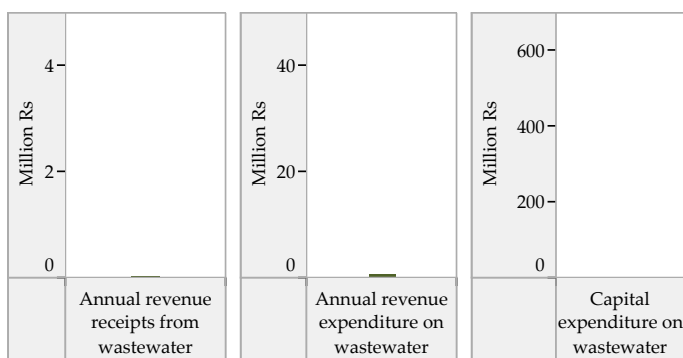 Million Rs
4
2
0
Annual revenue
receipts from
wastewater
Million Rs
40
20
0
Annual revenue
expenditure on
wastewater
Million Rs
600
400
200
0
Capital
expenditure on
wastewater